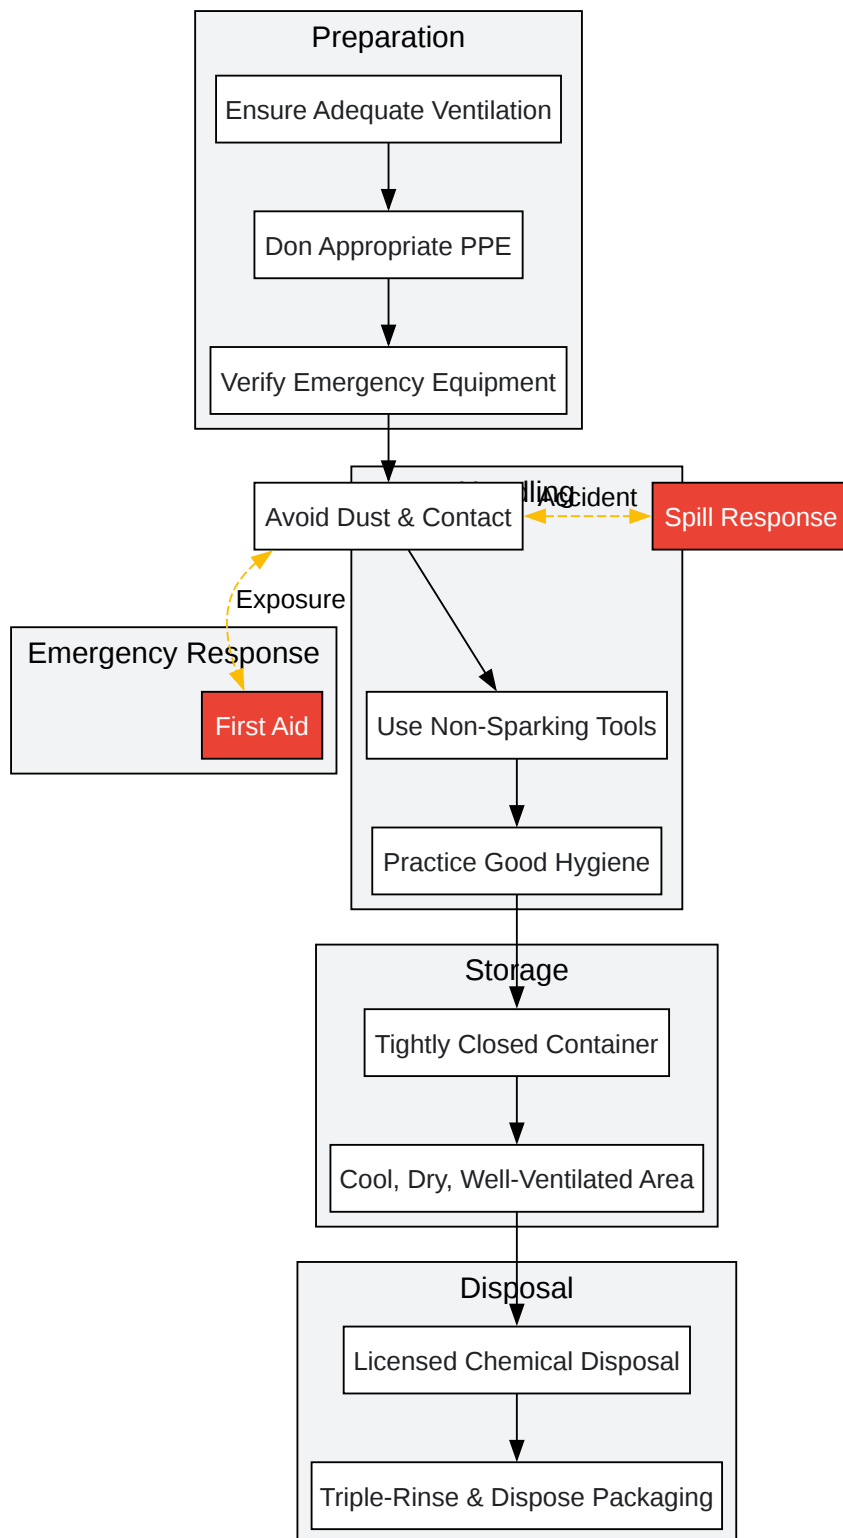 Preparation
Ensure Adequate Ventilation
Don Appropriate PPE
Verify Emergency Equipment
Avoid Dust & Contact
Accident
Spill Response
Exposure
Emergency Response
First Aid
Use Non-Sparking Tools
Practice Good Hygiene
Storage
Tightly Closed Container
Cool, Dry, Well-Ventilated Area
Disposal
Licensed Chemical Disposal
Triple-Rinse & Dispose Packaging